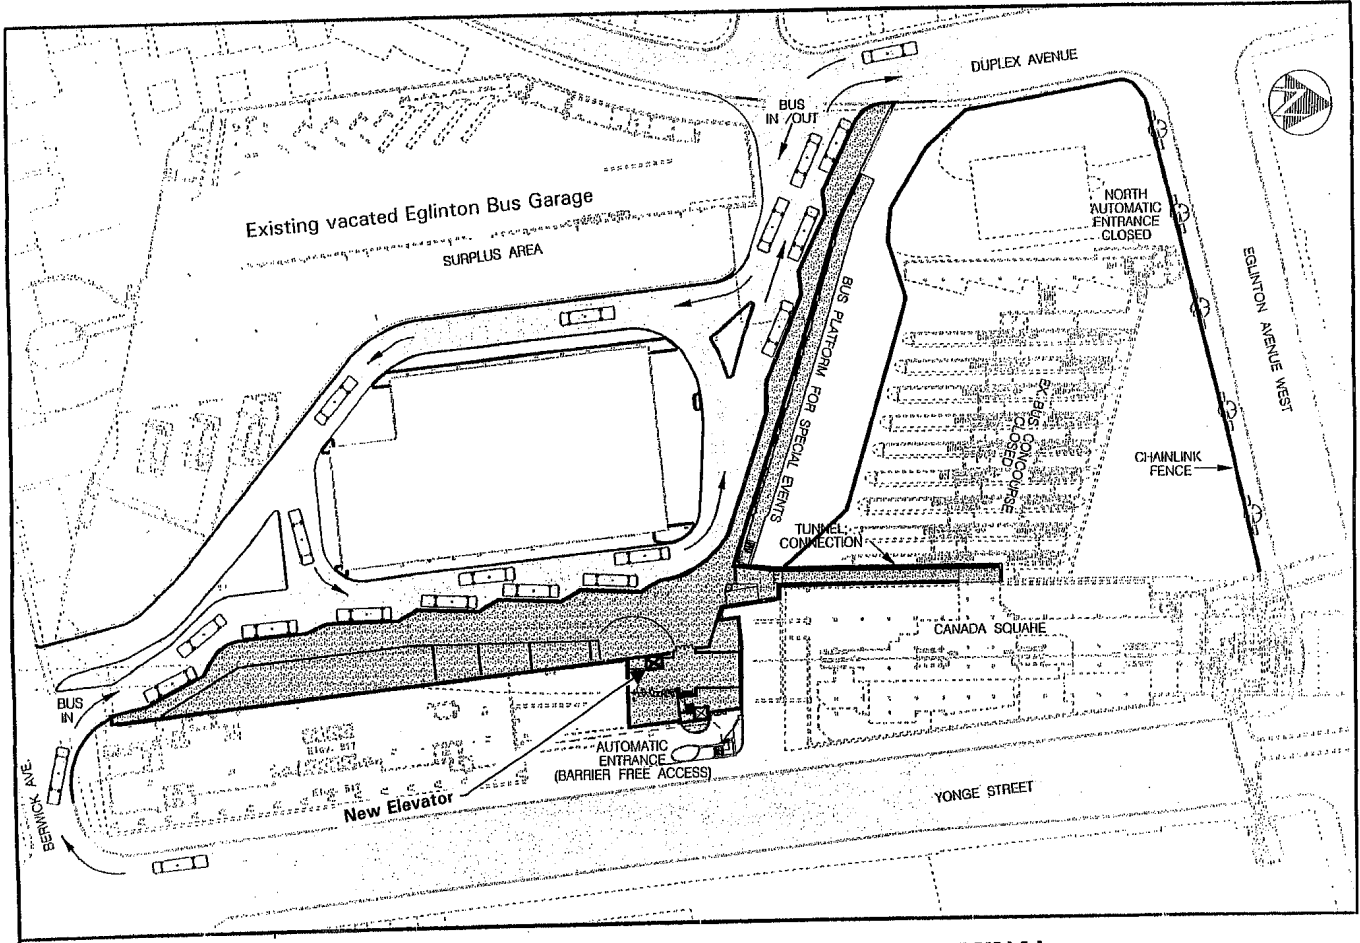 DUPLEX AVENUE
BUS
IN / OUT
NORTH
AUTOMATIC
ENTRANCE
CLOSED
Existing vacated Eglinton Bus Garage
SURPLUS AREA
EGLINTON AVENUE WEST
BUS PLATFORM FOR SPECIAL EVENTS
EX. BUS CONCOURSE
CLOSED
CHAINLINK
FENCE
TUNNEL
CONNECTION
CANADA SQUARE
BUS
IN
AUTOMATIC
ENTRANCE
(BARRIER FREE ACCESS)
New Elevator
BERWICK AVE.
YONGE STREET